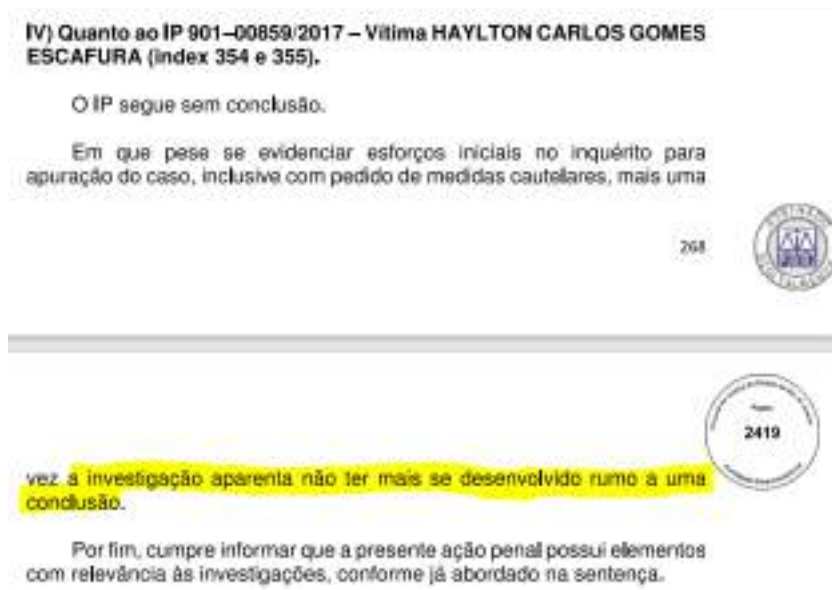 IV) Quanto ao IP 901–00859/2017 – Vítima HAYLTON CARLOS GOMES
ESCAFURA (index 354 e 355).
O IP segue sem conclusão.
Em que pese se evidenciar esforços iniciais no inquérito para
apuração do caso, inclusive com pedido de medidas cautelares, mais uma
268
2419
vez a investigação aparenta não ter mais se desenvolvido rumo a uma
conclusão.
Por fim, cumpre informar que a presente ação penal possui elementos
com relevância às investigações, conforme já abordado na sentença.